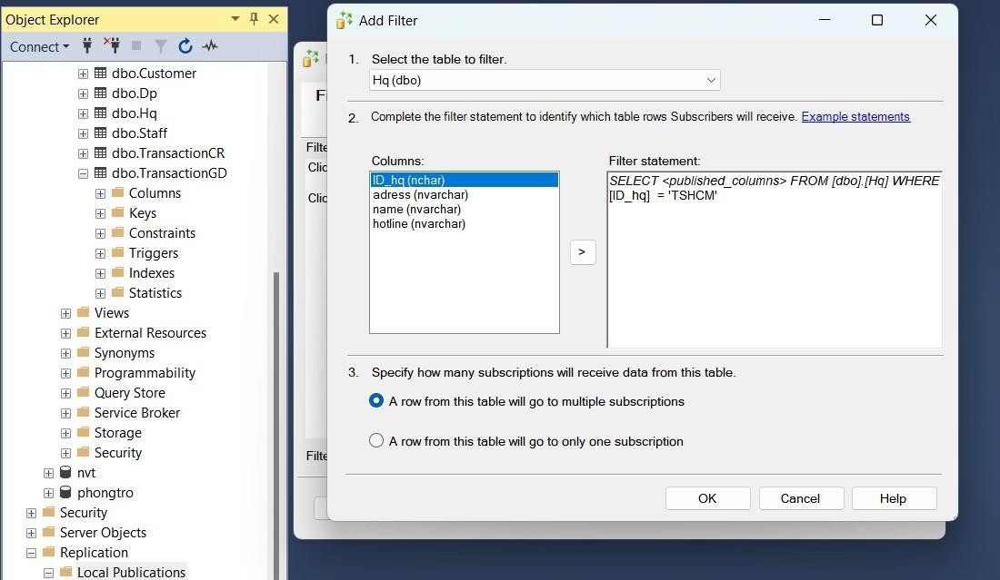 Object Explorer
Connect
dbo.Customer
dbo.Dp
dbo.Hq
dbo.Staff
dbo.TransactionCR
dbo.TransactionGD
Columns
Keys
Constraints
Triggers
Indexes
Statistics
Views
External Resources
Synonyms
Programmability
Query Store
Service Broker
Storage
Security
nvt
phongtro
Security
Server Objects
Replication
Local Publications
Filte
Clic
Clic
Filte
Add Filter
1. Select the table to filter.
Hq (dbo)
2. Complete the filter statement to identify which table rows Subscribers will receive. Example statements
Columns:
ID_hq (nchar)
adress (nvarchar)
name (nvarchar)
hotline (nvarchar)
>
Filter statement:
SELECT <published_columns> FROM [dbo].[Hq] WHERE
[ID_hq] = 'TSHCM'
3. Specify how many subscriptions will receive data from this table.
A row from this table will go to multiple subscriptions
A row from this table will go to only one subscription
OK Cancel Help